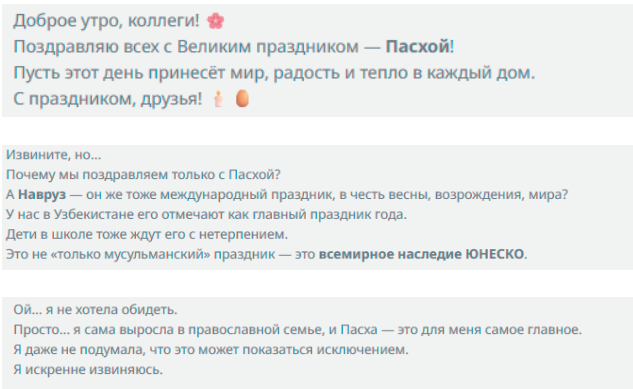 Доброе утро, коллеги! 🌸
Поздравляю всех с Великим праздником — Пасхой!
Пусть этот день принесёт мир, радость и тепло в каждый дом.
С праздником, друзья! 🕯️ 🥚
Извините, но...
Почему мы поздравляем только с Пасхой?
А Навруз — он же тоже международный праздник, в честь весны, возрождения, мира?
У нас в Узбекистане его отмечают как главный праздник года.
Дети в школе тоже ждут его с нетерпением.
Это не «только мусульманский» праздник — это всемирное наследие ЮНЕСКО.
Ой... я не хотела обидеть.
Просто... я сама выросла в православной семье, и Пасха — это для меня самое главное.
Я даже не подумала, что это может показаться исключением.
Я искренне извиняюсь.